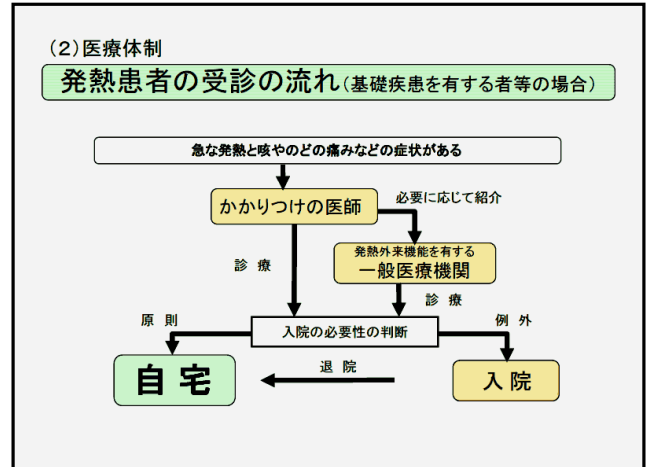 (2)医療体制
発熱患者の受診の流れ(基礎疾患を有する者等の場合)
急な発熱と咳やのどの痛みなどの症状がある
かかりつけの医師
必要に応じて紹介
発熱外来機能を有する
一般医療機関
診療
診療
原則
入院の必要性の判断
例外
自宅
退院
入院